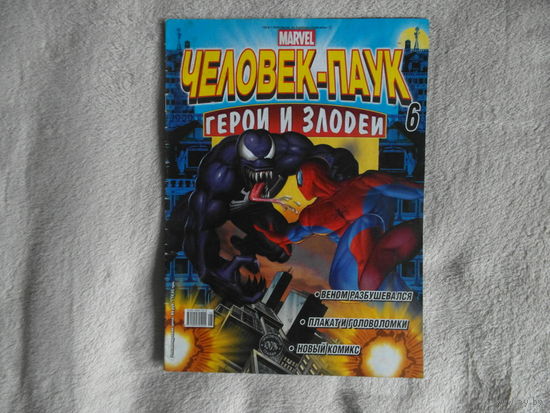 MARVEL
ЧЕЛОВЕК-ПАУК
ГЕРОИ И ЗЛОДЕИ
6
• ВЕНОМ РАЗБУШЕВАЛСЯ
• ПЛАКАТ И ГОЛОВОЛОМКИ
• НОВЫЙ КОМИКС